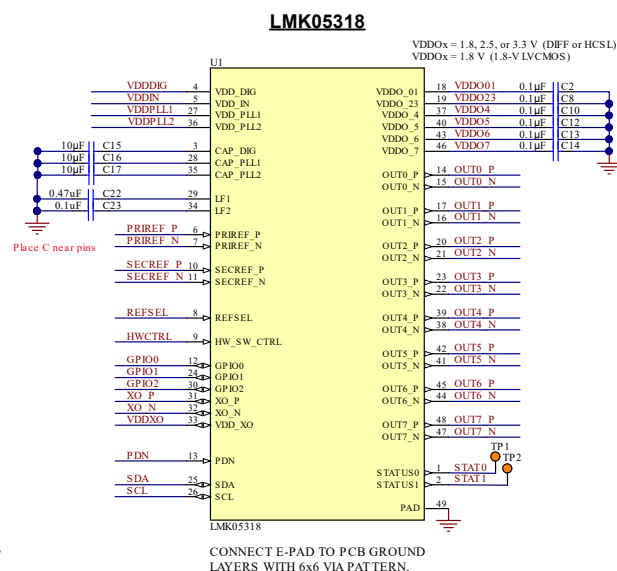 LMK05318
VDDOx = 1.8, 2.5, or 3.3 V (DIFF or HCSL)
VDDOx = 1.8 V (1.8-V LVCMOS)
U1
VDDDIG 4 VDD_DIG
VDDIN 5 VDD_IN
VDDPLL1 27 VDD_PLL1
VDDPLL2 36 VDD_PLL2
10µF C15 3 CAP_DIG
10µF C16 28 CAP_PLL1
10µF C17 35 CAP_PLL2
0.47uF C22 29 LF1
0.1uF C23 34 LF2
Place C near pins
PRIREF_P 6 PRIREF_P
PRIREF_N 7 PRIREF_N
SECREF_P 10 SECREF_P
SECREF_N 11 SECREF_N
REFSEL 8 REFSEL
HWCTRL 9 HW_SW_CTRL
GPIO0 12 GPIO0
GPIO1 24 GPIO1
GPIO2 30 GPIO2
XO_P 31 XO_P
XO_N 32 XO_N
VDDXO 33 VDD_XO
PDN 13 PDN
SDA 25 SDA
SCL 26 SCL
VDDO_01 18 VDDO01 0.1µF C2
VDDO_23 19 VDDO23 0.1µF C8
VDDO_4 37 VDDO4 0.1µF C10
VDDO_5 40 VDDO5 0.1µF C12
VDDO_6 43 VDDO6 0.1µF C13
VDDO_7 46 VDDO7 0.1µF C14
OUT0_P 14 OUT0_P
OUT0_N 15 OUT0_N
OUT1_P 17 OUT1_P
OUT1_N 16 OUT1_N
OUT2_P 20 OUT2_P
OUT2_N 21 OUT2_N
OUT3_P 23 OUT3_P
OUT3_N 22 OUT3_N
OUT4_P 39 OUT4_P
OUT4_N 38 OUT4_N
OUT5_P 42 OUT5_P
OUT5_N 41 OUT5_N
OUT6_P 45 OUT6_P
OUT6_N 44 OUT6_N
OUT7_P 48 OUT7_P
OUT7_N 47 OUT7_N
TP1
TP2
STATUS0 1 STAT0
STATUS1 2 STAT1
PAD 49
LMK05318
CONNECT E-PAD TO PCB GROUND
LAYERS WITH 6x6 VIA PATTERN.